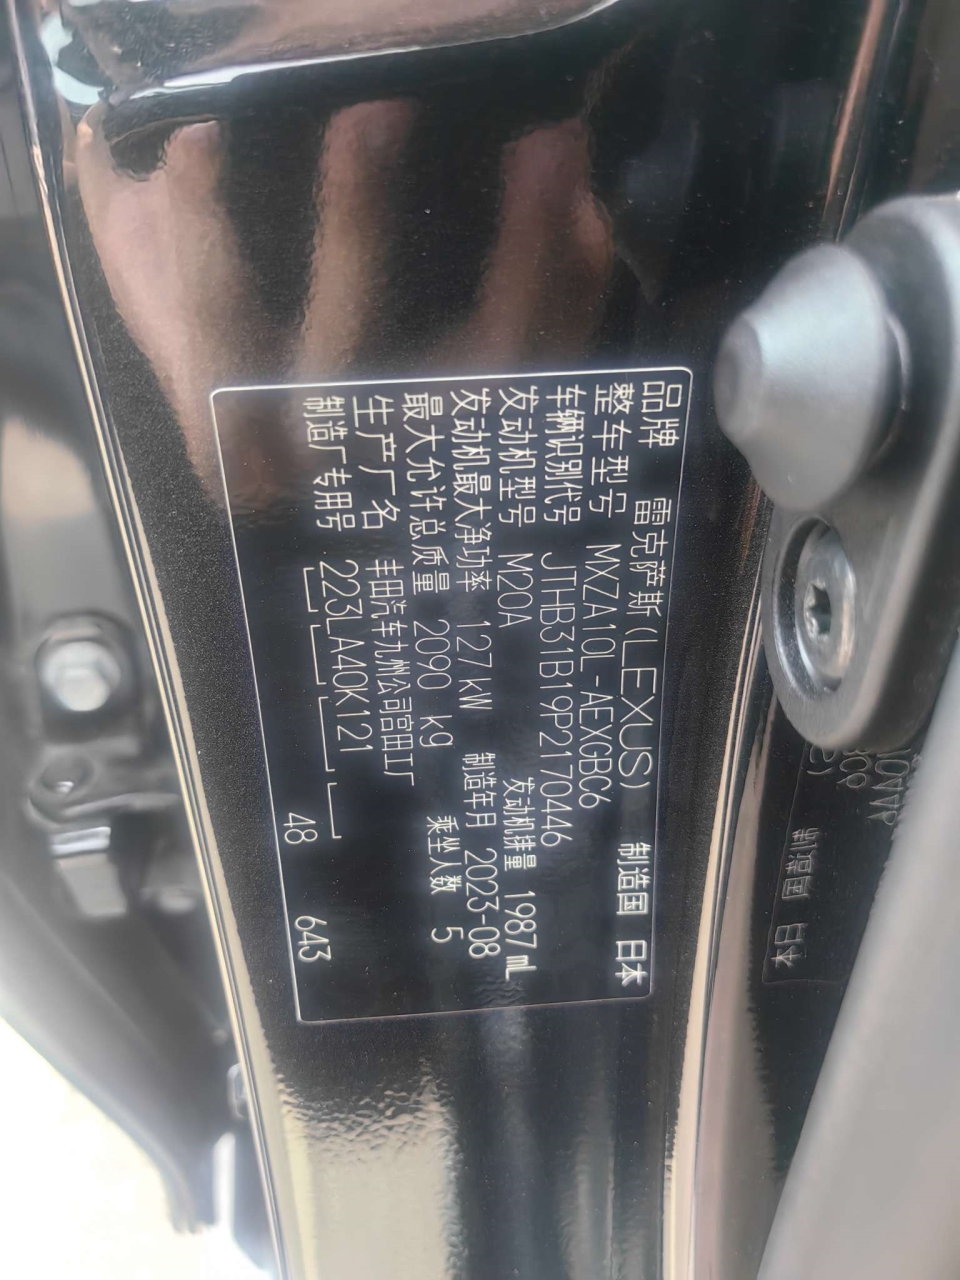 品牌 雷克萨斯(LEXUS) 制造国 日本
整车型号 MXZA10L-AEXGBC6
车辆识别代号 JTHB31B19P2170446
发动机型号 M20A 发动机排量 1987mL
发动机最大净功率 127kW 制造年月 2023-08
最大允许总质量 2090 kg 乘坐人数 5
生产厂名 丰田汽车九州公司宫田工厂
制造厂专用号 223LA40K121
48 643